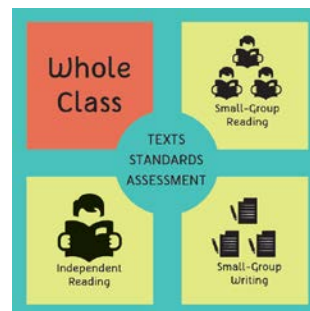 Whole
Class
Small-Group
Reading
TEXTS
STANDARDS
ASSESSMENT
Independent
Reading
Small-Group
Writing